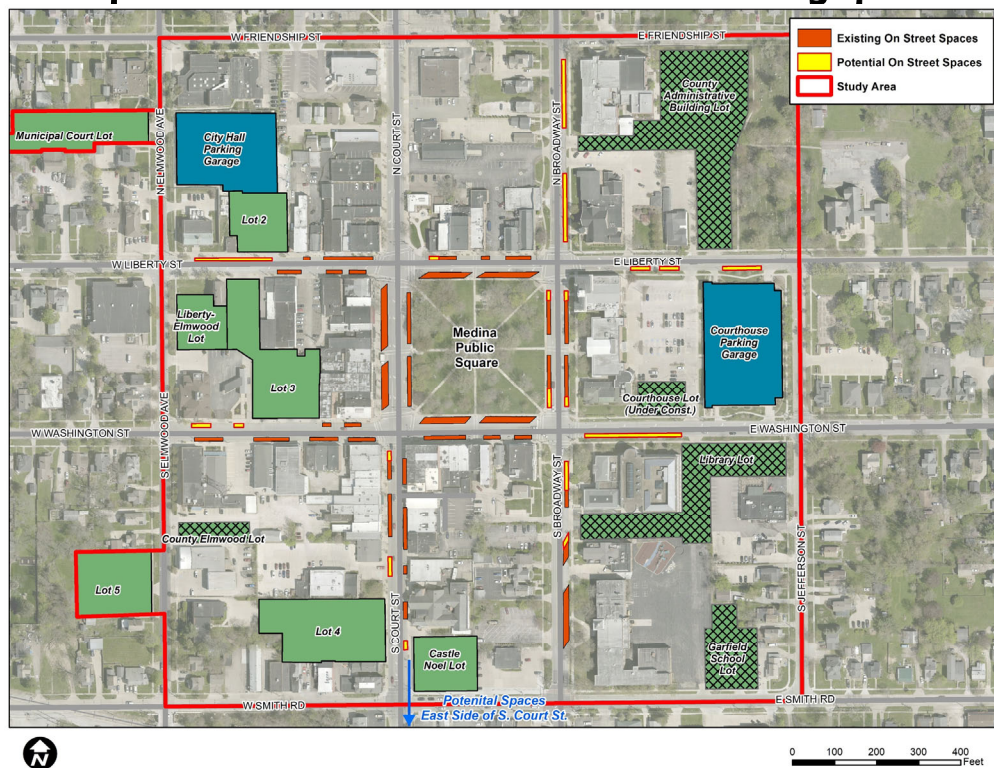 W FRIENDSHIP ST
E FRIENDSHIP ST
Existing On Street Spaces
Potential On Street Spaces
Study Area
County
Administrative
Building Lot
Municipal Court Lot
City Hall
Parking
Garage
N ELMWOOD AVE
N COURT ST
N BROADWAY ST
Lot 2
W LIBERTY ST
E LIBERTY ST
Liberty-
Elmwood
Lot
Medina
Public
Square
Courthouse
Parking
Garage
Lot 3
Courthouse Lot
(Under Const.)
W WASHINGTON ST
E WASHINGTON ST
S ELMWOOD AVE
Library Lot
S BROADWAY ST
County Elmwood Lot
S JEFFERSON ST
Lot 5
Lot 4
S COURT ST
Castle
Noel Lot
Garfield
School
Lot
W SMITH RD
E SMITH RD
Potenital Spaces
East Side of S. Court St.
N
0 100 200 300 400
Feet